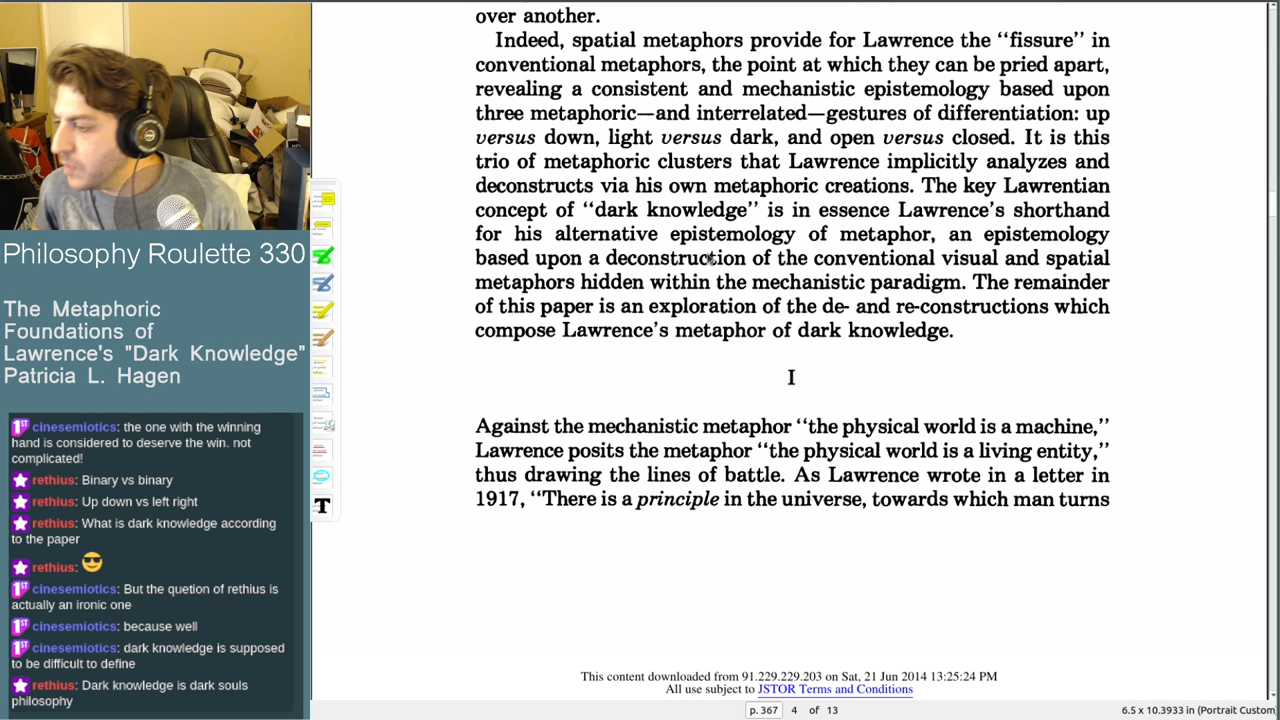 over another.
Indeed, spatial metaphors provide for Lawrence the "fissure" in
conventional metaphors, the point at which they can be pried apart,
revealing a consistent and mechanistic epistemology based upon
three metaphoric—and interrelated—gestures of differentiation: up
versus down, light versus dark, and open versus closed. It is this
trio of metaphoric clusters that Lawrence implicitly analyzes and
deconstructs via his own metaphoric creations. The key Lawrentian
concept of "dark knowledge" is in essence Lawrence's shorthand
for his alternative epistemology of metaphor, an epistemology
based upon a deconstruction of the conventional visual and spatial
metaphors hidden within the mechanistic paradigm. The remainder
of this paper is an exploration of the de- and re-constructions which
compose Lawrence's metaphor of dark knowledge.
I
Against the mechanistic metaphor "the physical world is a machine,"
Lawrence posits the metaphor "the physical world is a living entity,"
thus drawing the lines of battle. As Lawrence wrote in a letter in
1917, "There is a principle in the universe, towards which man turns
This content downloaded from 91.229.229.203 on Sat, 21 Jun 2014 13:25:24 PM
All use subject to JSTOR Terms and Conditions
p. 367 4 of 13
6.5 x 10.3933 in (Portrait Custom
T
Philosophy Roulette 330
The Metaphoric
Foundations of
Lawrence's "Dark Knowledge"
Patricia L. Hagen
1ST cinesemiotics: the one with the winning
hand is considered to deserve the win. not
complicated!
rethius: Binary vs binary
rethius: Up down vs left right
rethius: What is dark knowledge according
to the paper
rethius: 😎
1ST cinesemiotics: But the quetion of rethius is
actually an ironic one
1ST cinesemiotics: because well
1ST cinesemiotics: dark knowledge is supposed
to be difficult to define
rethius: Dark knowledge is dark souls
philosophy